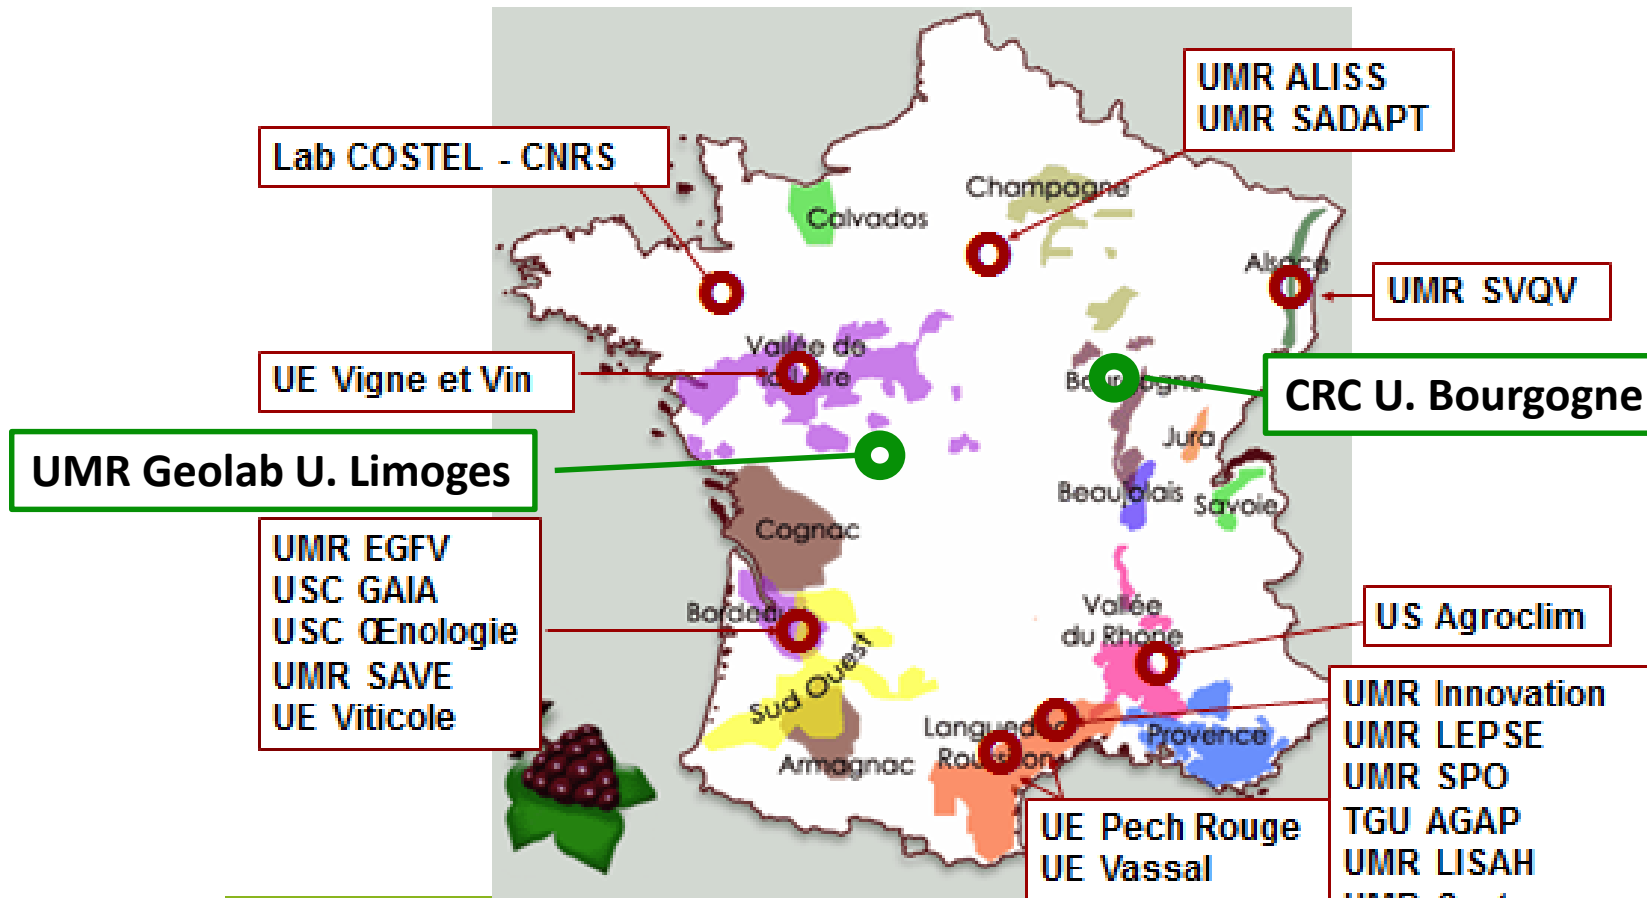 UMR ALISS
UMR SADAPT
Lab COSTEL - CNRS
Champagne
Calvados
Alsace
UMR SVQV
Vallée de
la Loire
UE Vigne et Vin
Bourgogne
CRC U. Bourgogne
Jura
UMR Geolab U. Limoges
Beaujolais
Savoie
Cognac
UMR EGFV
USC GAIA
USC Œnologie
UMR SAVE
UE Viticole
Bordeaux
Vallée
du Rhône
US Agroclim
Sud Ouest
UMR Innovation
UMR LEPSE
UMR SPO
TGU AGAP
UMR LISAH
UMR
Languedoc
Roussillon
Provence
Armagnac
UE Pech Rouge
UE Vassal